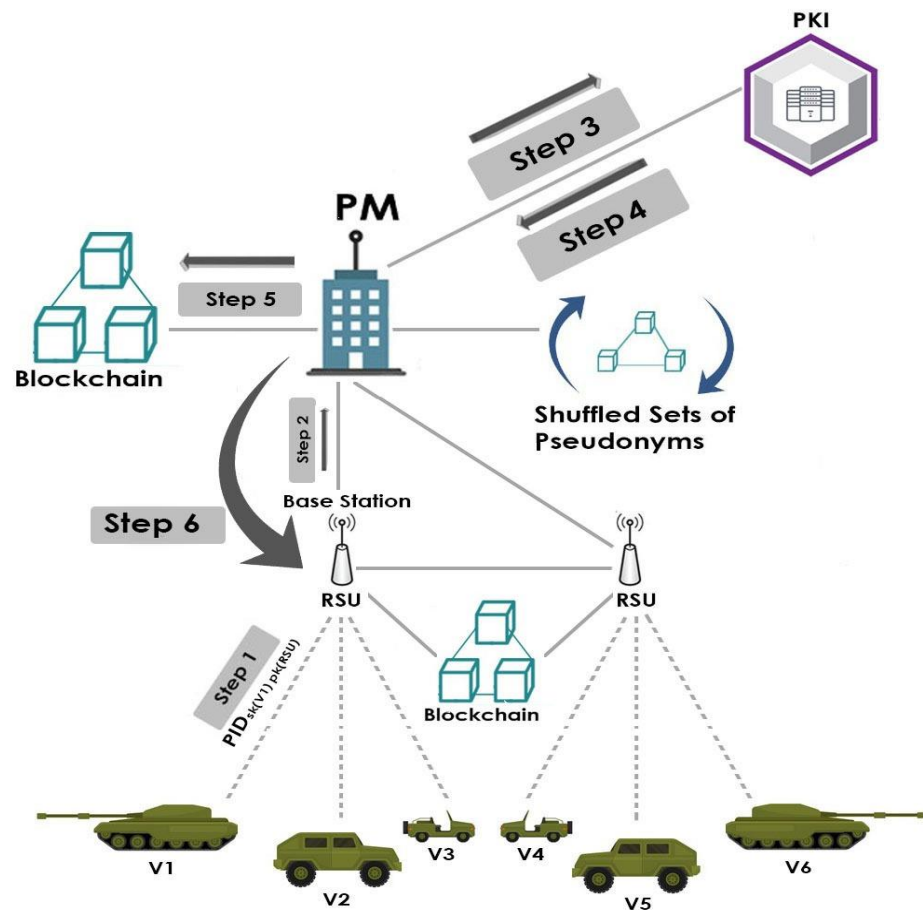 PKI
Step 3
Step 4
PM
Step 5
Blockchain
Shuffled Sets of
Pseudonyms
Step 2
Base Station
Step 6
RSU
RSU
Step 1
PIDsk(V1) pk(RSU)
Blockchain
V1
V2
V3
V4
V5
V6